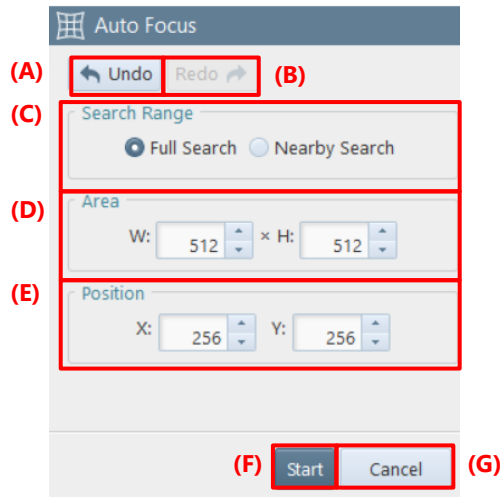 Auto Focus
(A) Undo Redo (B)
(C) Search Range
Full Search Nearby Search
(D) Area
W: 512 × H: 512
(E) Position
X: 256 Y: 256
(F) Start Cancel (G)